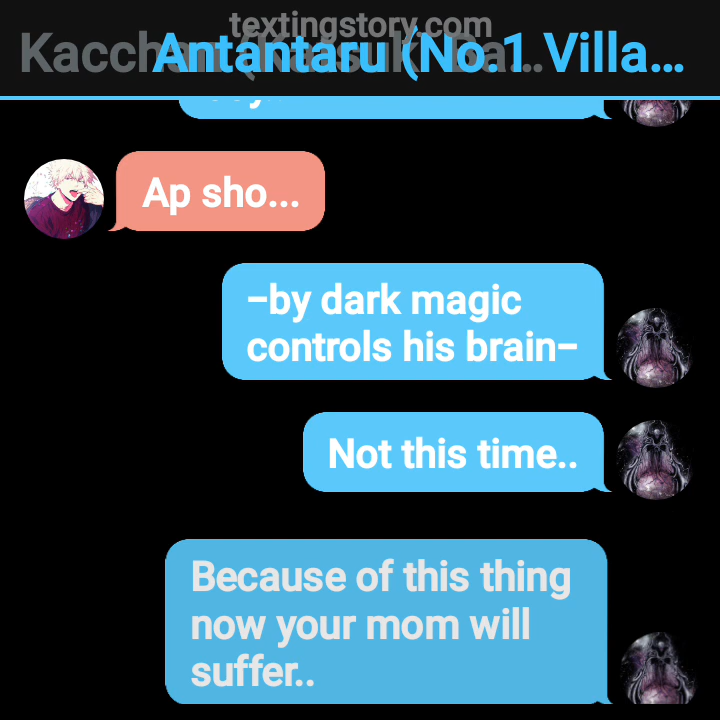 textingstory.com
Antantaru (No.1 Villa...
Ap sho...
–by dark magic
controls his brain–
Not this time..
Because of this thing
now your mom will
suffer..